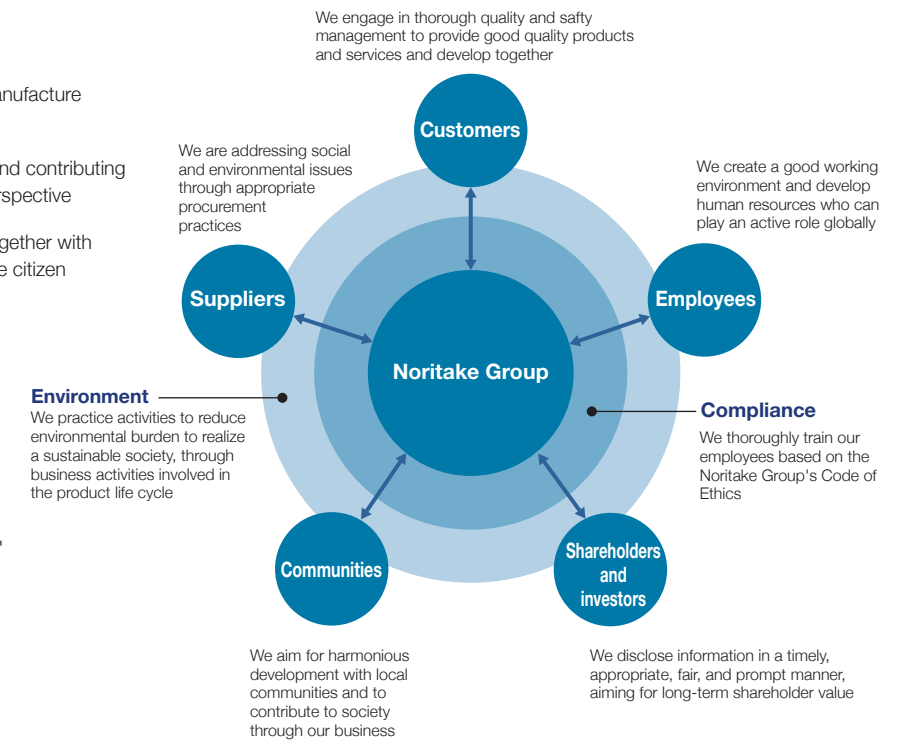 We engage in thorough quality and safty
management to provide good quality products
and services and develop together
anufacture
nd contributing
rspective
gether with
e citizen
Customers
We are addressing social
and environmental issues
through appropriate
procurement
practices
We create a good working
environment and develop
human resources who can
play an active role globally
Suppliers
Employees
Noritake Group
Environment
We practice activities to reduce
environmental burden to realize
a sustainable society, through
business activities involved in
the product life cycle
Compliance
We thoroughly train our
employees based on the
Noritake Group's Code of
Ethics
Communities
Shareholders
and
investors
We aim for harmonious
development with local
communities and to
contribute to society
through our business
We disclose information in a timely,
appropriate, fair, and prompt manner,
aiming for long-term shareholder value